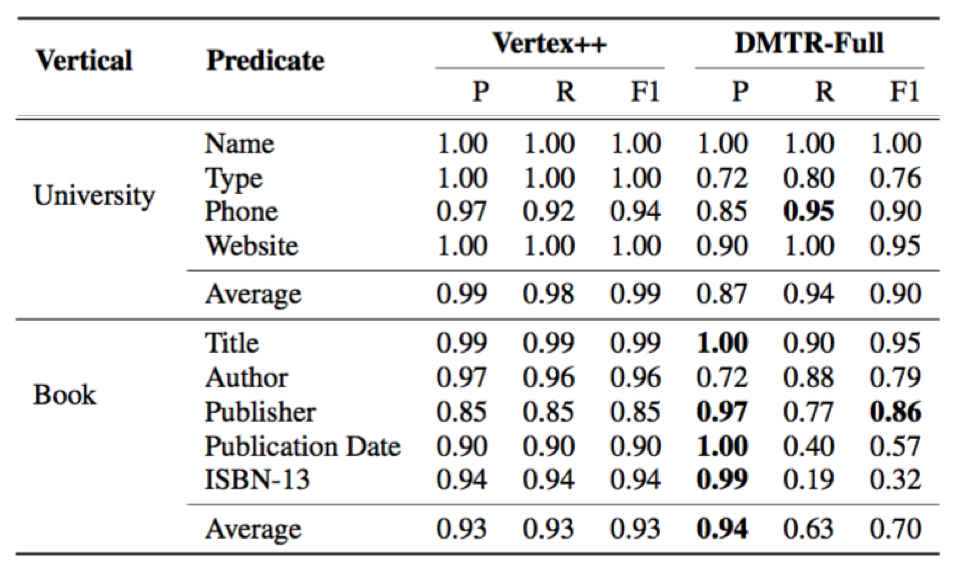 Vertical Predicate Vertex++ DMTR-Full
P R F1 P R F1
Name 1.00 1.00 1.00 1.00 1.00 1.00
Type 1.00 1.00 1.00 0.72 0.80 0.76
University
Phone 0.97 0.92 0.94 0.85 0.95 0.90
Website 1.00 1.00 1.00 0.90 1.00 0.95
Average 0.99 0.98 0.99 0.87 0.94 0.90
Title 0.99 0.99 0.99 1.00 0.90 0.95
Author 0.97 0.96 0.96 0.72 0.88 0.79
Book
Publisher 0.85 0.85 0.85 0.97 0.77 0.86
Publication Date 0.90 0.90 0.90 1.00 0.40 0.57
ISBN-13 0.94 0.94 0.94 0.99 0.19 0.32
Average 0.93 0.93 0.93 0.94 0.63 0.70